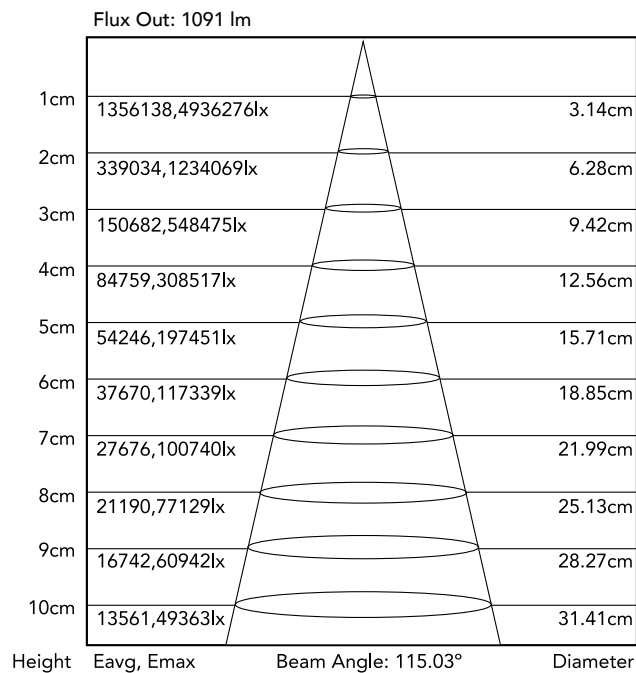 Flux Out: 1091 lm
1cm
1356138,4936276lx 3.14cm
2cm
339034,1234069lx 6.28cm
3cm
150682,548475lx 9.42cm
4cm
84759,308517lx 12.56cm
5cm
54246,197451lx 15.71cm
6cm
37670,117339lx 18.85cm
7cm
27676,100740lx 21.99cm
8cm
21190,77129lx 25.13cm
9cm
16742,60942lx 28.27cm
10cm
13561,49363lx 31.41cm
Height Eavg, Emax Beam Angle: 115.03° Diameter